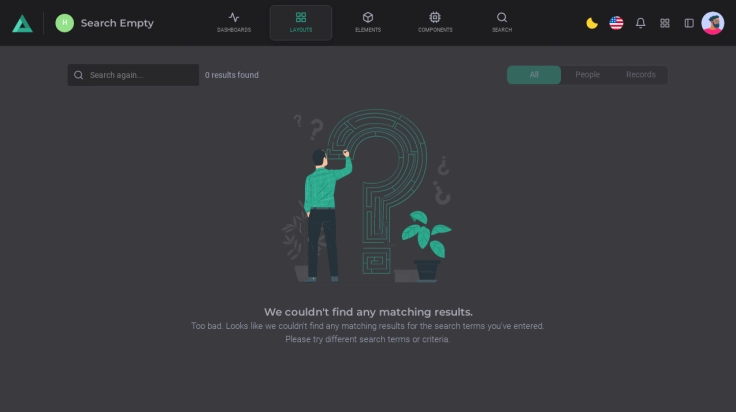 H
Search Empty
DASHBOARDS
LAYOUTS
ELEMENTS
COMPONENTS
SEARCH
Search again...
0 results found
All
People
Records
We couldn't find any matching results.
Too bad. Looks like we couldn't find any matching results for the search terms you've entered.
Please try different search terms or criteria.